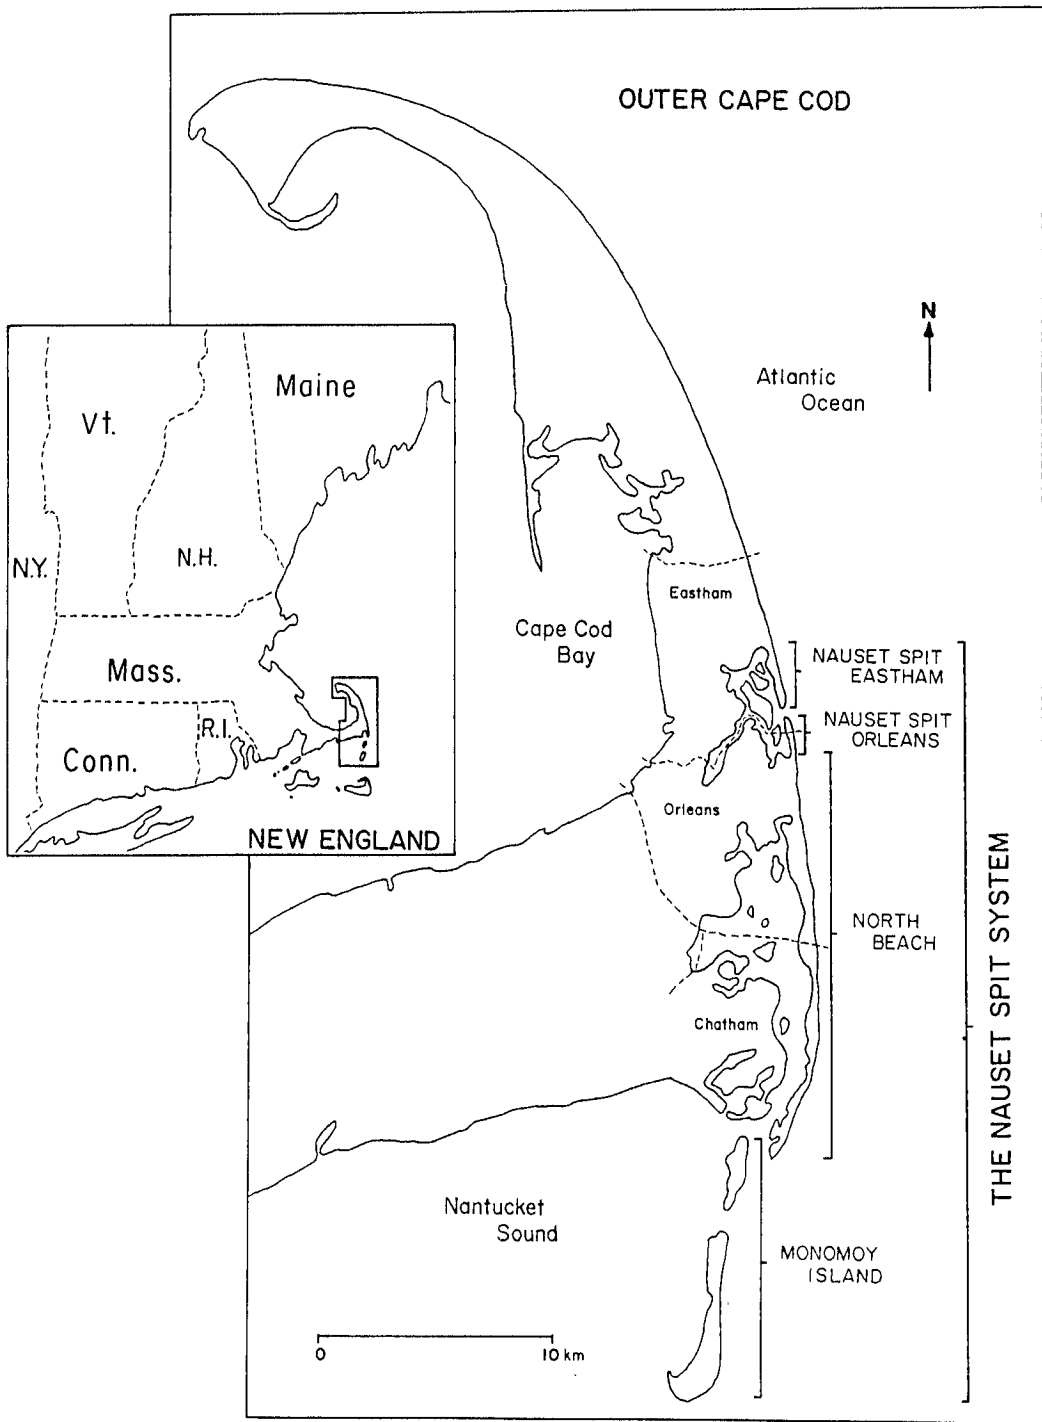 OUTER CAPE COD
N
Atlantic
Ocean
Maine
Vt.
N.H.
N.Y.
Mass.
R.I.
Conn.
NEW ENGLAND
Eastham
Cape Cod
Bay
NAUSET SPIT
EASTHAM
NAUSET SPIT
ORLEANS
Orleans
NORTH
BEACH
Chatham
THE NAUSET SPIT SYSTEM
Nantucket
Sound
MONOMOY
ISLAND
0
10 km